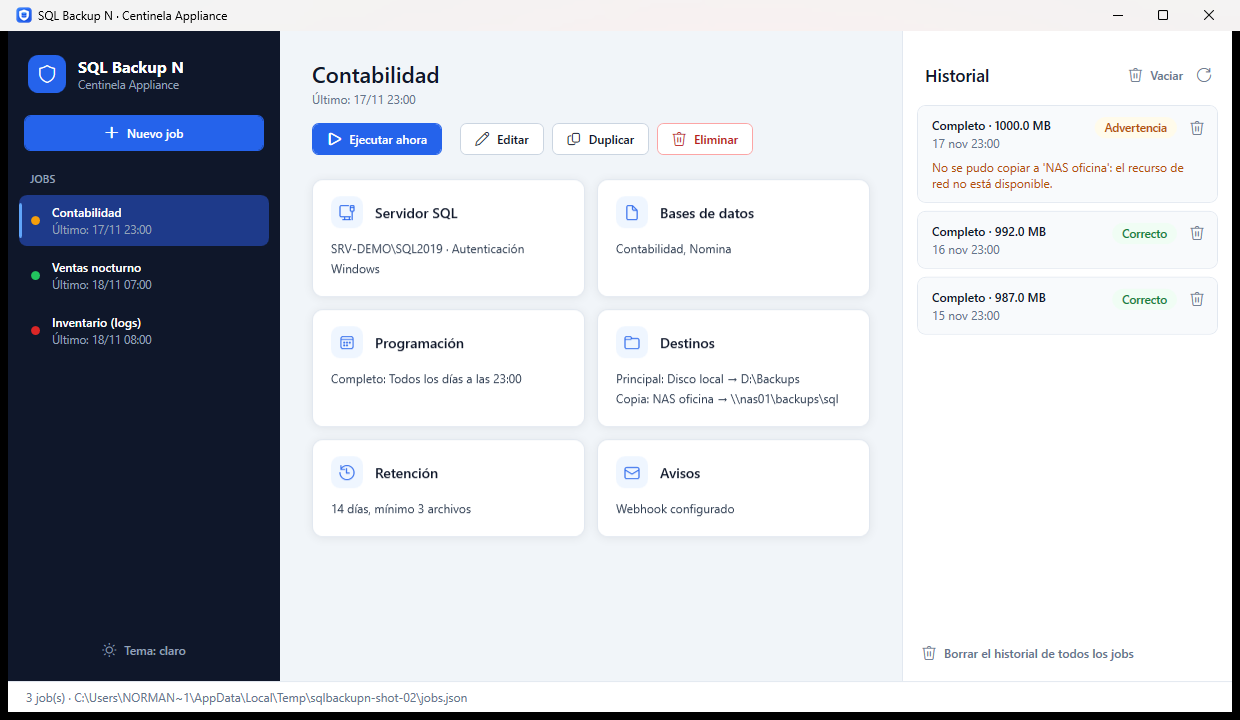 SQL Backup N · Centinela Appliance
SQL Backup N
Centinela Appliance
Nuevo job
JOBS
Contabilidad
Último: 17/11 23:00
Ventas nocturno
Último: 18/11 07:00
Inventario (logs)
Último: 18/11 08:00
Tema: claro
Contabilidad
Último: 17/11 23:00
Ejecutar ahora
Editar
Duplicar
Eliminar
Servidor SQL
SRV-DEMO\SQL2019 · Autenticación
Windows
Bases de datos
Contabilidad, Nomina
Programación
Completo: Todos los días a las 23:00
Destinos
Principal: Disco local → D:\Backups
Copia: NAS oficina → \\nas01\backups\sql
Retención
14 días, mínimo 3 archivos
Avisos
Webhook configurado
Historial
Vaciar
Completo · 1000.0 MB
Advertencia
17 nov 23:00
No se pudo copiar a 'NAS oficina': el recurso de
red no está disponible.
Completo · 992.0 MB
Correcto
16 nov 23:00
Completo · 987.0 MB
Correcto
15 nov 23:00
Borrar el historial de todos los jobs
3 job(s) · C:\Users\NORMAN~1\AppData\Local\Temp\sqlbackupn-shot-02\jobs.json